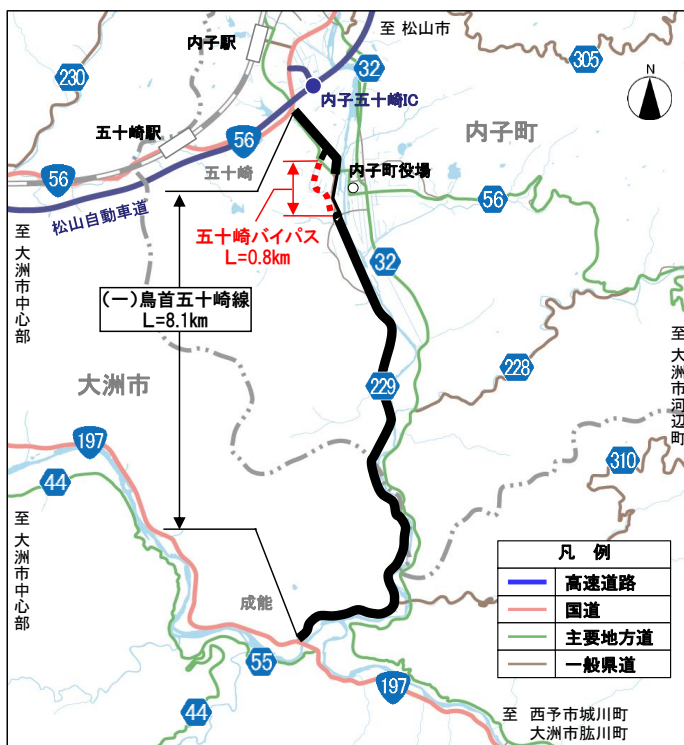 至 松山市
内子駅
230
32
305
N
内子五十崎IC
五十崎駅
56
内子町
56
五十崎
内子町役場
松山自動車道
56
五十崎バイパス
L=0.8km
至 大洲市中心部
32
(一)鳥首五十崎線
L=8.1km
至 大洲市河辺町
大洲市
229
228
197
310
44
至 大洲市中心部
凡 例
高速道路
国道
主要地方道
一般県道
成能
55
197
44
至 西予市城川町
大洲市肱川町